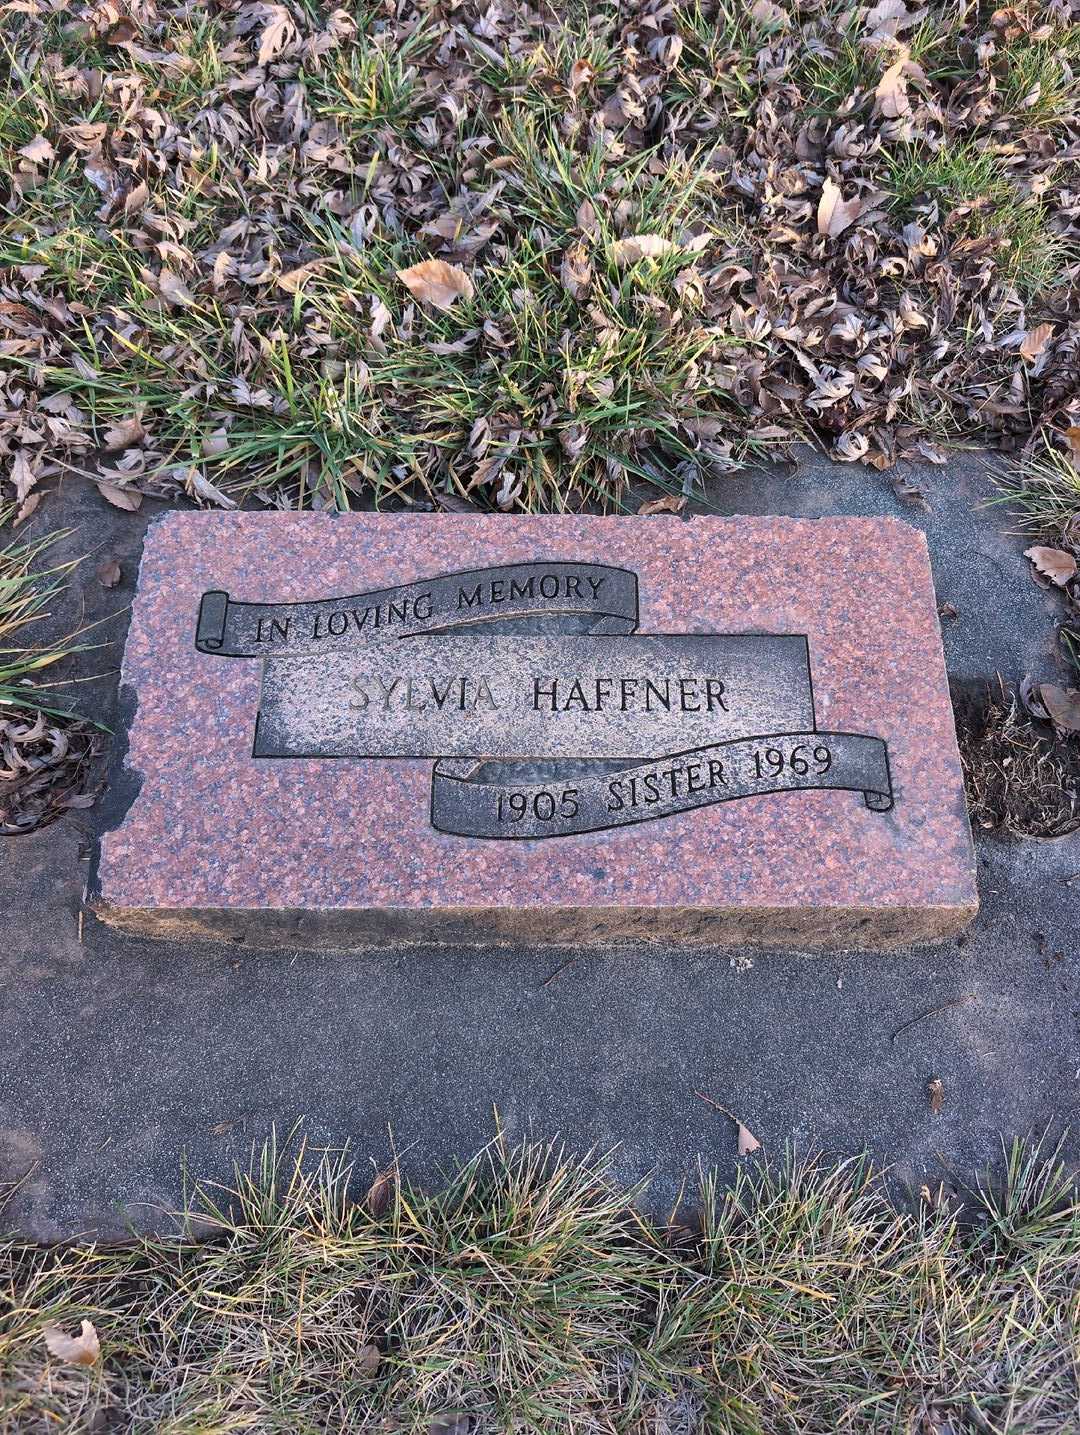 IN LOVING MEMORY
SYLVIA HAFFNER
1905 SISTER 1969